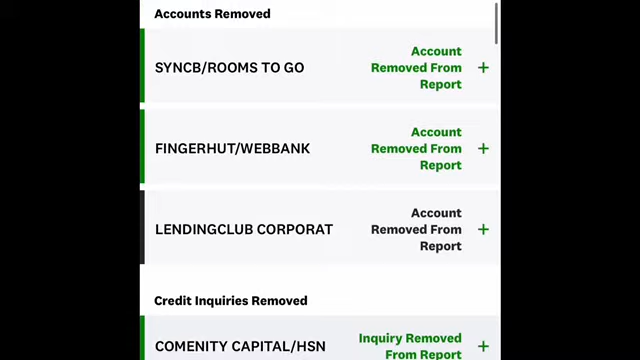 Accounts Removed
SYNCB/ROOMS TO GO
Account
Removed From
Report
+
FINGERHUT/WEBBANK
Account
Removed From
Report
+
LENDINGCLUB CORPORAT
Account
Removed From
Report
+
Credit Inquiries Removed
COMENITY CAPITAL/HSN
Inquiry Removed
From Report
+